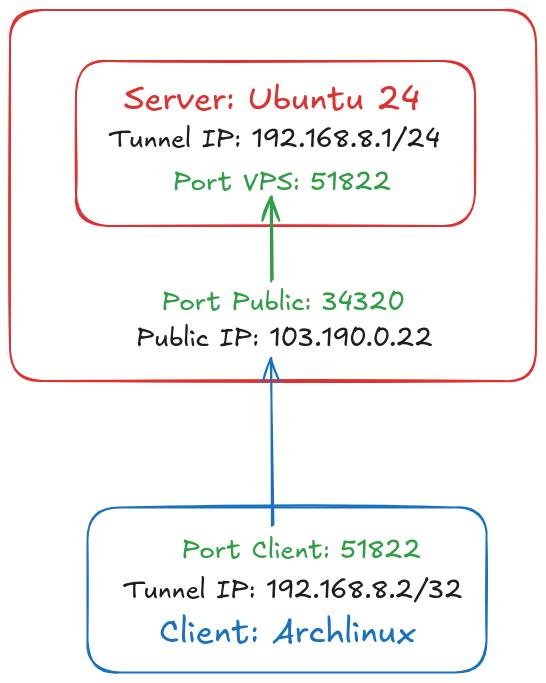 Server: Ubuntu 24
Tunnel IP: 192.168.8.1/24
Port VPS: 51822
Port Public: 34320
Public IP: 103.190.0.22
Port Client: 51822
Tunnel IP: 192.168.8.2/32
Client: Archlinux